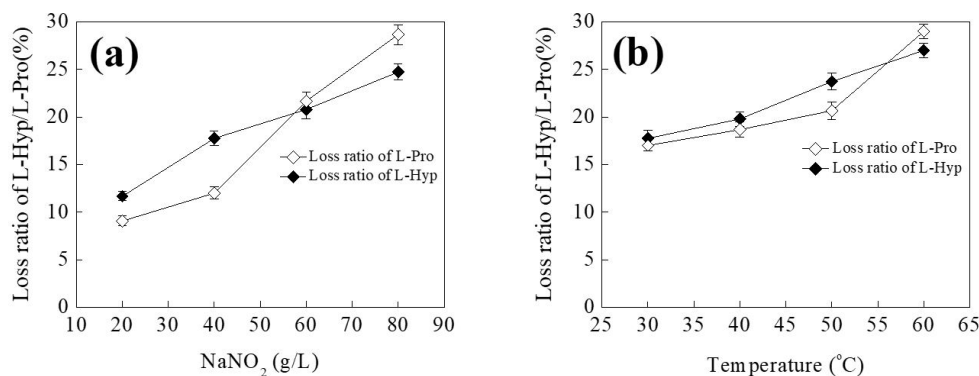 (a)
Loss ratio of L-Hyp/L-Pro(%)
30
25
20
15
10
5
0
Loss ratio of L-Pro
Loss ratio of L-Hyp
10 20 30 40 50 60 70 80 90
NaNO₂ (g/L)
(b)
Loss ratio of L-Hyp/L-Pro(%)
30
25
20
15
10
5
0
Loss ratio of L-Pro
Loss ratio of L-Hyp
25 30 35 40 45 50 55 60 65
Temperature (°C)